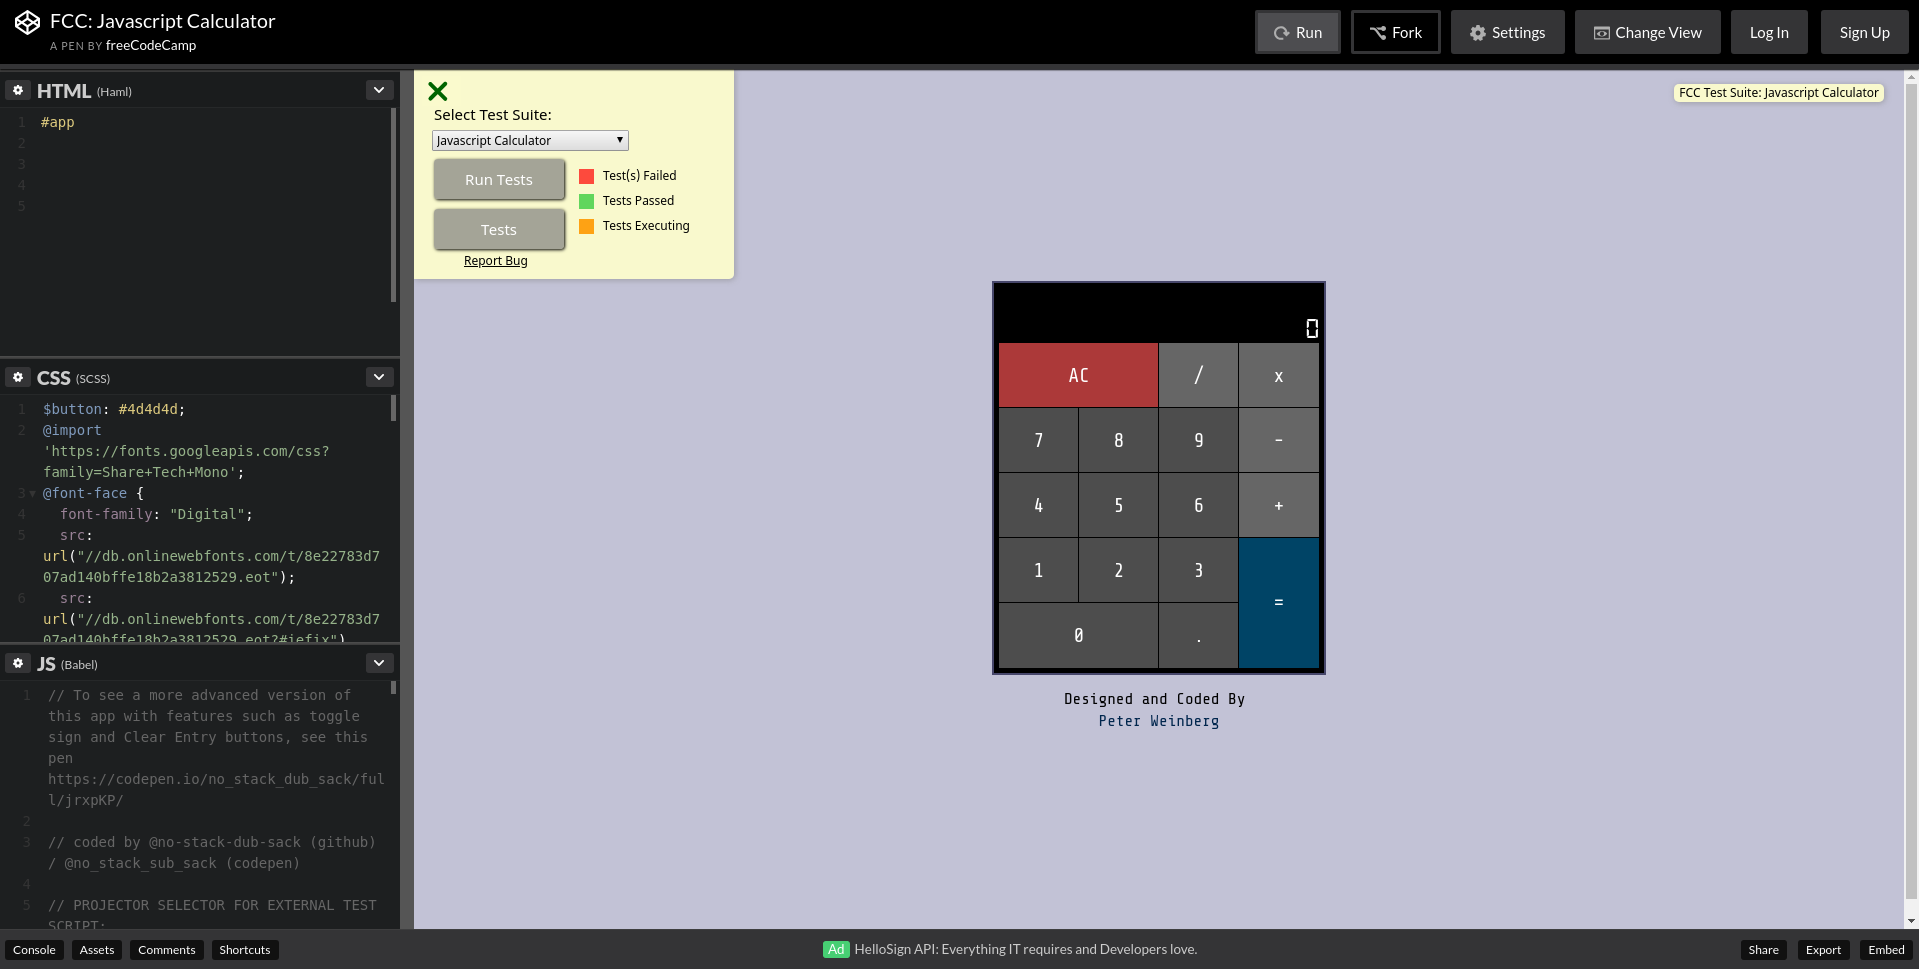 FCC: Javascript Calculator
A PEN BY freeCodeCamp
Run
Fork
Settings
Change View
Log In
Sign Up
HTML (Haml)
1 #app
2
3
4
5
CSS (SCSS)
1 $button: #4d4d4d;
2 @import
'https://fonts.googleapis.com/css?
family=Share+Tech+Mono';
3 @font-face {
4 font-family: "Digital";
5 src:
url("//db.onlinewebfonts.com/t/8e22783d7
07ad140bffe18b2a3812529.eot");
6 src:
url("//db.onlinewebfonts.com/t/8e22783d7
07ad140bffe18b2a3812529.eot?#iefix")
JS (Babel)
1 // To see a more advanced version of
this app with features such as toggle
sign and Clear Entry buttons, see this
pen
https://codepen.io/no_stack_dub_sack/ful
l/jrxpKP/
2
3 // coded by @no-stack-dub-sack (github)
/ @no_stack_sub_sack (codepen)
4
5 // PROJECTOR SELECTOR FOR EXTERNAL TEST
SCRIPT:
Select Test Suite:
Javascript Calculator
Run Tests
Tests
Report Bug
Test(s) Failed
Tests Passed
Tests Executing
FCC Test Suite: Javascript Calculator
0
AC / x
7 8 9 -
4 5 6 +
1 2 3 =
0 .
Designed and Coded By
Peter Weinberg
Console
Assets
Comments
Shortcuts
Ad HelloSign API: Everything IT requires and Developers love.
Share
Export
Embed